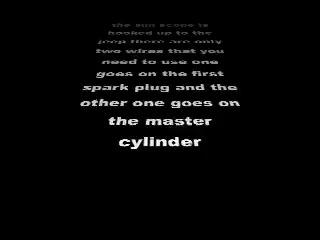 the sun scope is
hooked up to the
jeep there are only
two wires that you
need to use one
goes on the first
spark plug and the
other one goes on
the master
cylinder